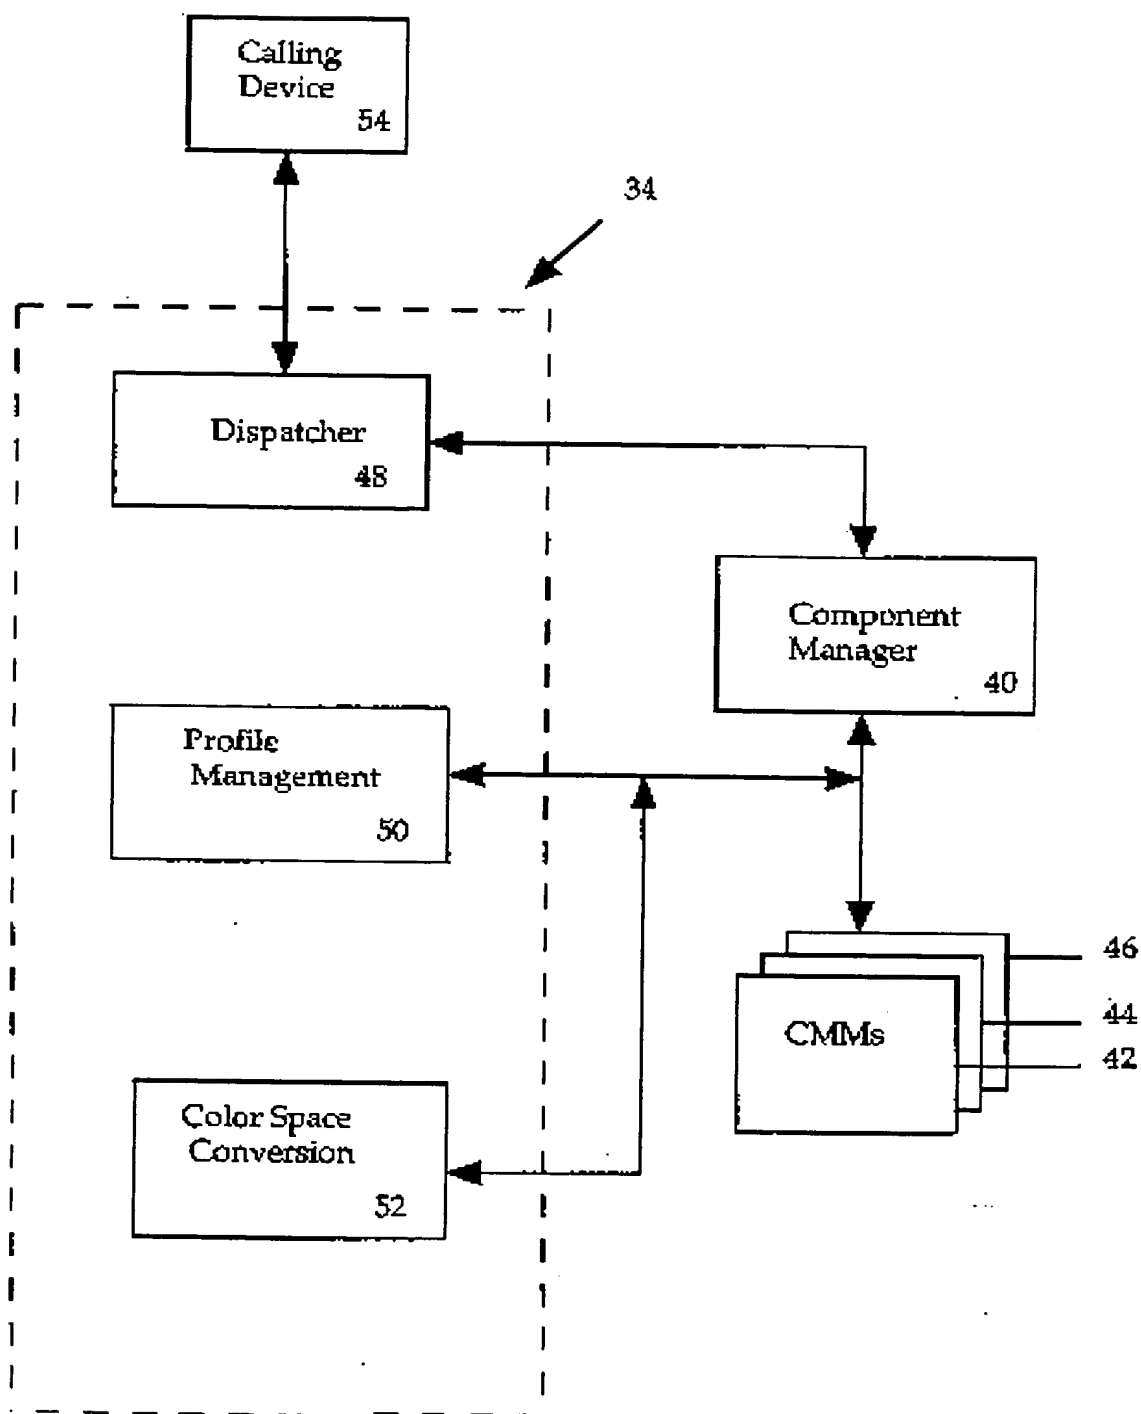 Calling
Device
54
34
Dispatcher
48
Component
Manager
40
Profile
Management
50
46
44
CMMs
42
Color Space
Conversion
52